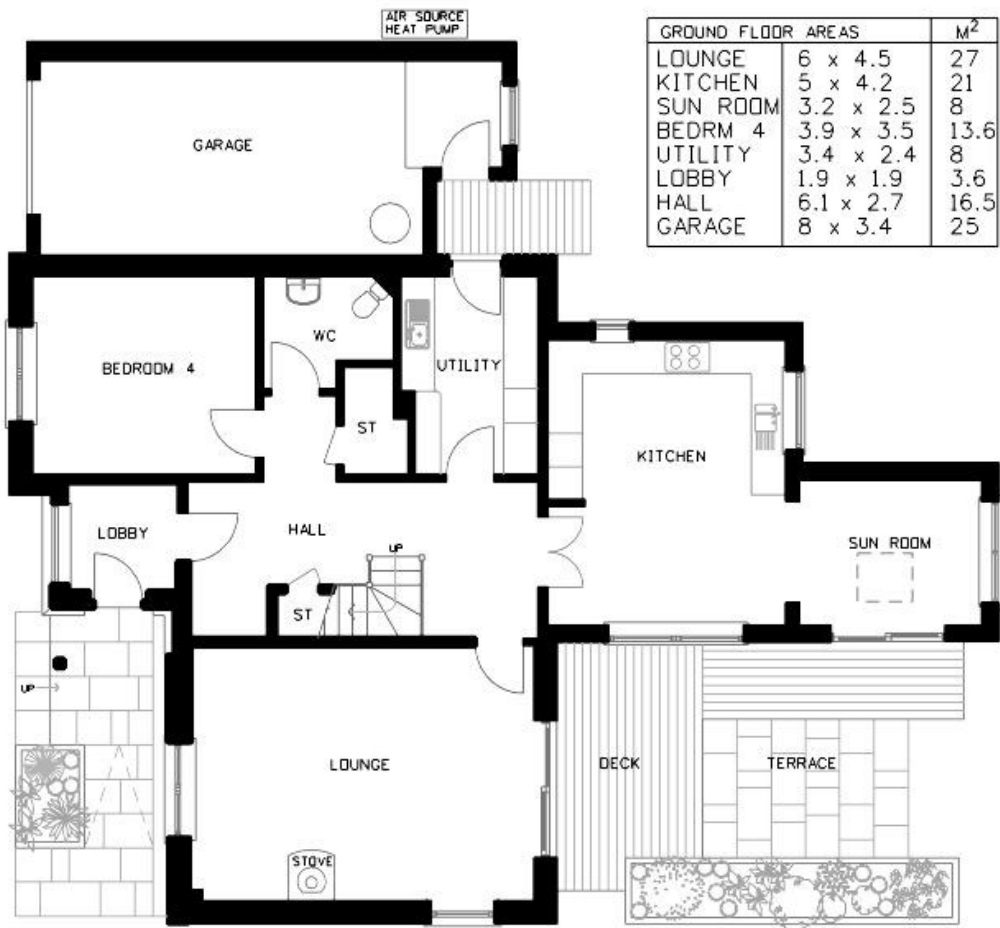 AIR SOURCE
HEAT PUMP
GROUND FLOOR AREAS M²
LOUNGE 6 x 4.5 27
KITCHEN 5 x 4.2 21
SUN ROOM 3.2 x 2.5 8
BEDRM 4 3.9 x 3.5 13.6
UTILITY 3.4 x 2.4 8
LOBBY 1.9 x 1.9 3.6
HALL 6.1 x 2.7 16.5
GARAGE 8 x 3.4 25
GARAGE
WC
BEDROOM 4
UTILITY
ST
KITCHEN
LOBBY
HALL
UP
SUN ROOM
ST
UP
LOUNGE
DECK
TERRACE
STOVE